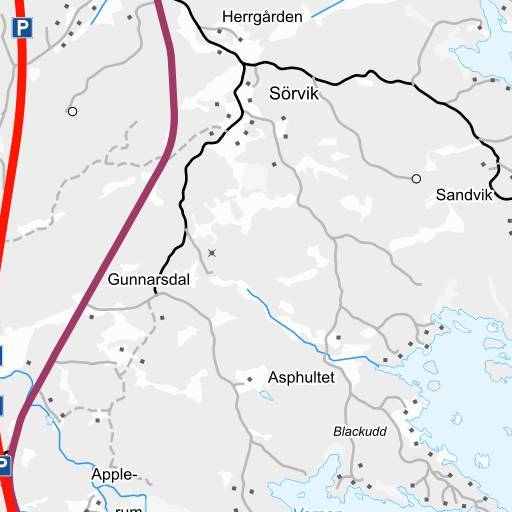 Herrgården
P
Sörvik
Sandvik
Gunnarsdal
Asphultet
Blackudd
P
Apple-
rum